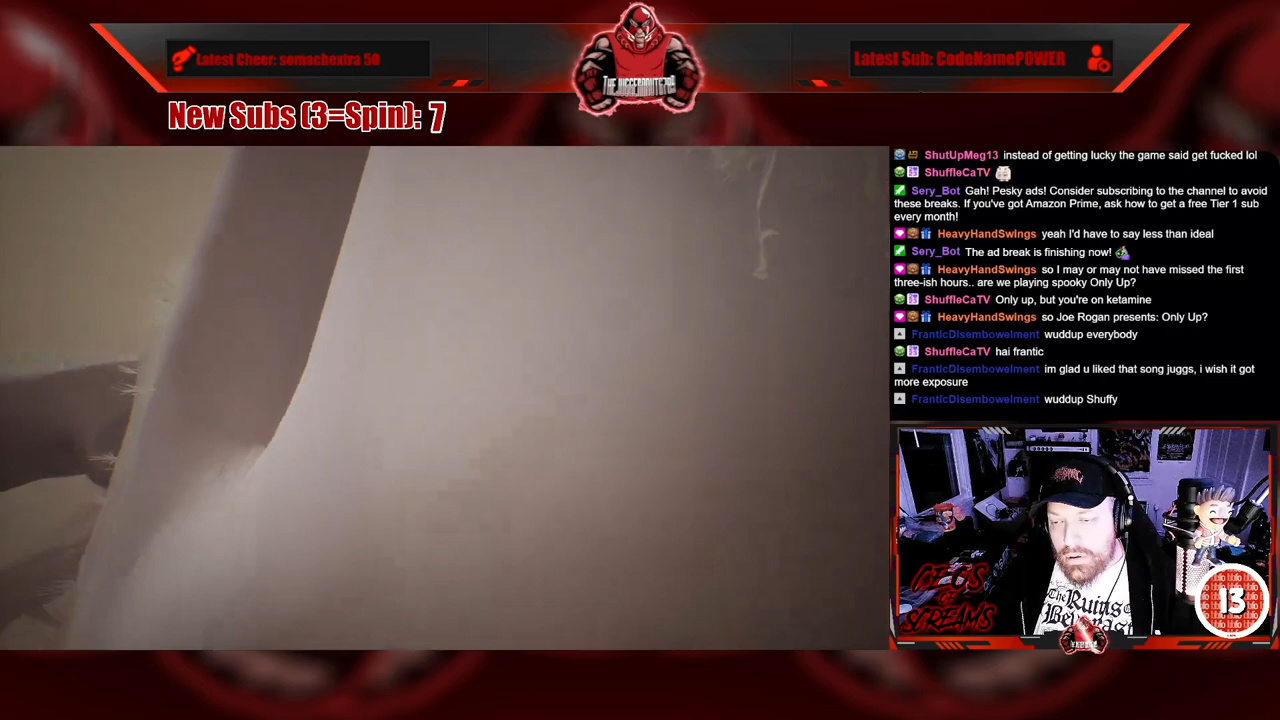 Latest Cheer: somachextra 50
THEJUGGERNAUT6789
Latest Sub: CodeNamePOWER
New Subs (3=Spin): 7
ShutUpMeg13 instead of getting lucky the game said get fucked lol
ShuffleCaTV
Sery_Bot Gah! Pesky ads! Consider subscribing to the channel to avoid
these breaks. If you've got Amazon Prime, ask how to get a free Tier 1 sub
every month!
HeavyHandSwings yeah I'd have to say less than ideal
Sery_Bot The ad break is finishing now!
HeavyHandSwings so I may or may not have missed the first
three-ish hours.. are we playing spooky Only Up?
ShuffleCaTV Only up, but you're on ketamine
HeavyHandSwings so Joe Rogan presents: Only Up?
FranticDisembowelment wuddup everybody
ShuffleCaTV hai frantic
FranticDisembowelment im glad u liked that song juggs, i wish it got
more exposure
FranticDisembowelment wuddup Shuffy
The Ruins
SCREAMS
13